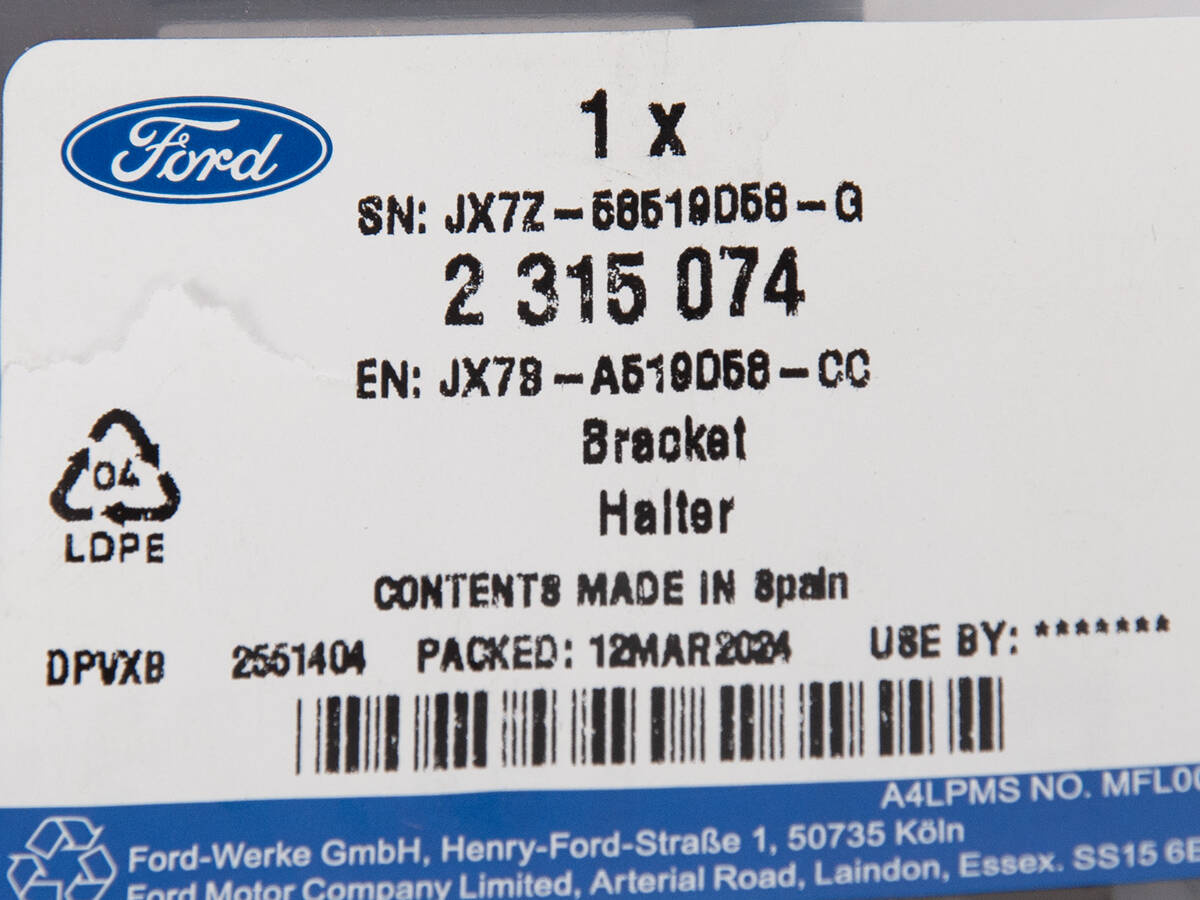 Ford
1 x
SN: JX7Z-58519D58-G
2 315 074
EN: JX7B-A519D58-CC
Bracket
Halter
04
LDPE
CONTENTS MADE IN Spain
DPVXB 2551404 PACKED: 12MAR2024 USE BY: *******
A4LPMS NO. MFL00
Ford-Werke GmbH, Henry-Ford-Straße 1, 50735 Köln
Ford Motor Company Limited, Arterial Road, Laindon, Essex. SS15 6E